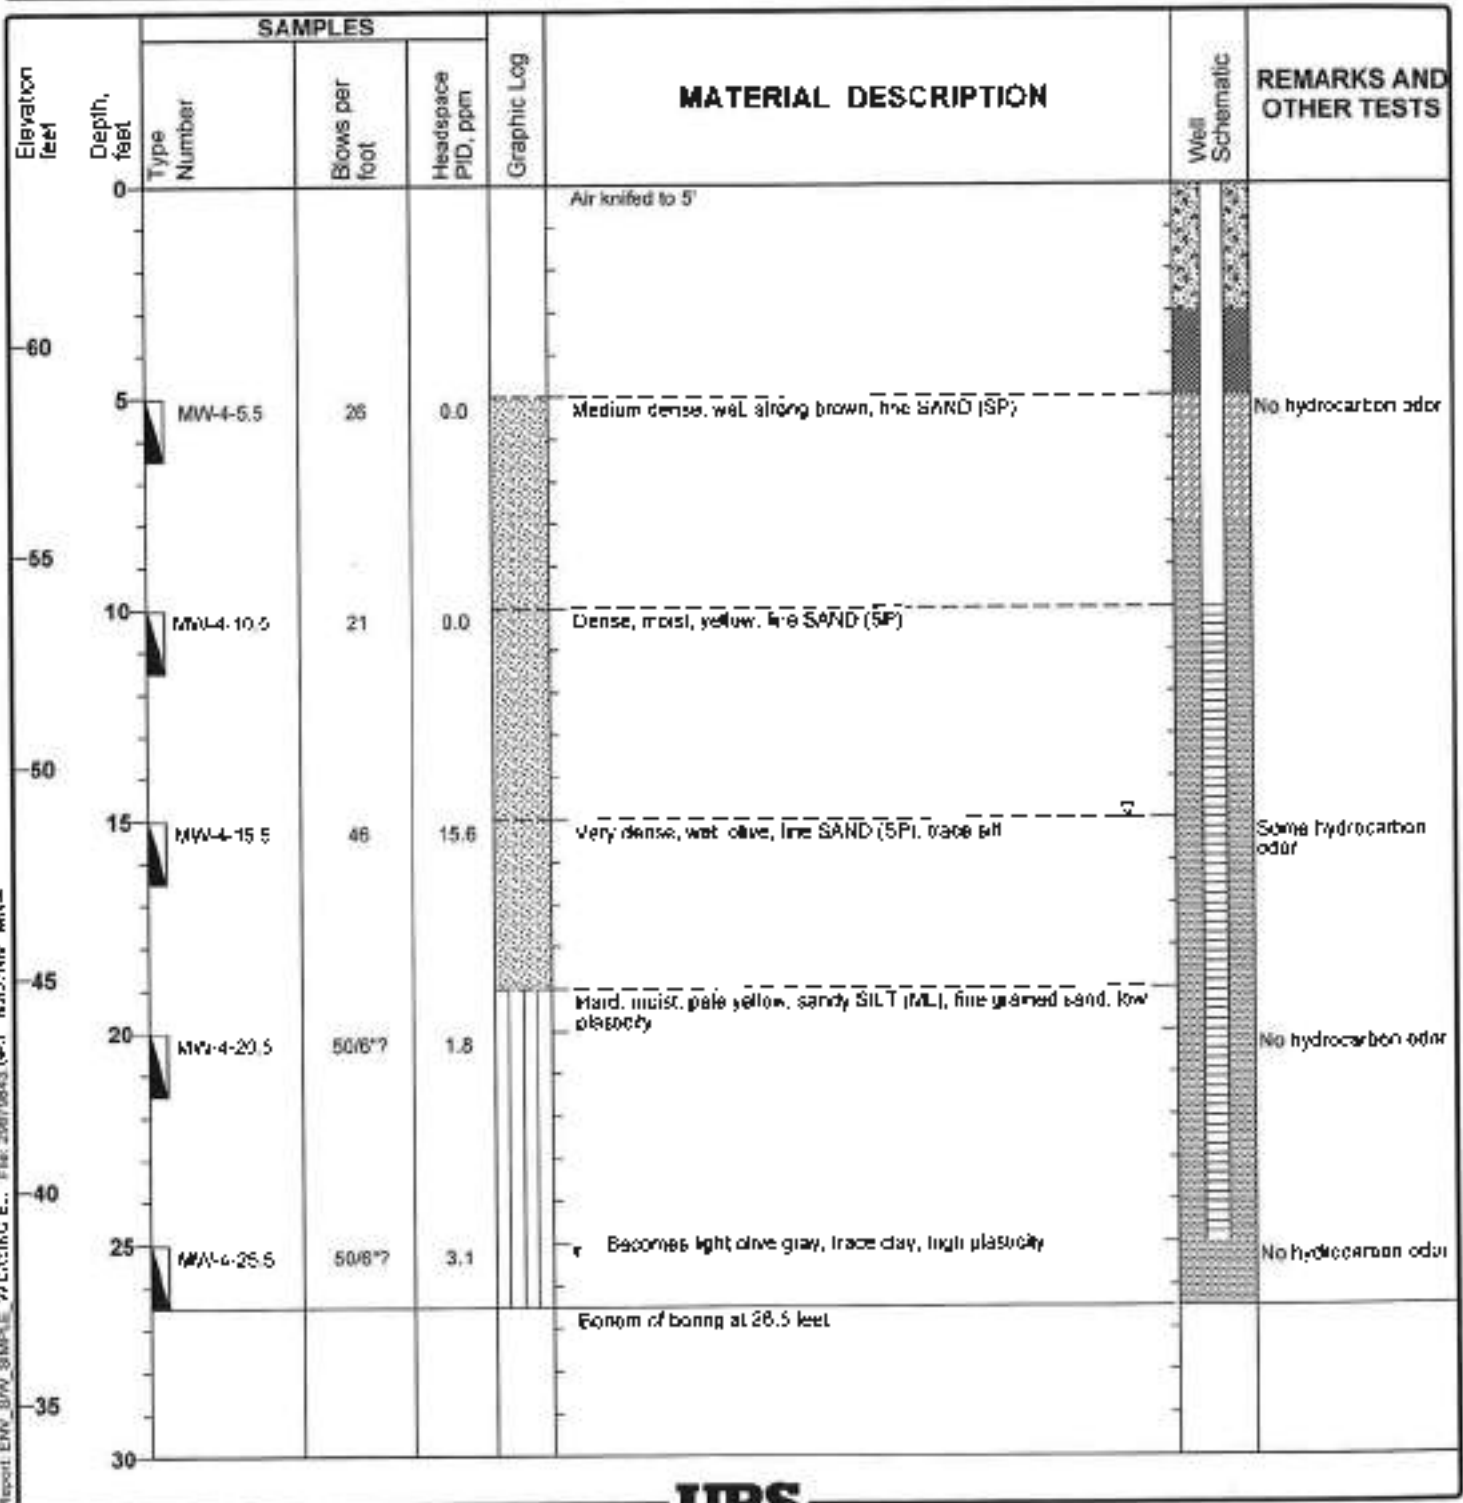 SAMPLES
Elevation
feet
Depth,
feet
Type
Number
Blows per
foot
Headspace
PID, ppm
Graphic Log
MATERIAL DESCRIPTION
Well
Schematic
REMARKS AND
OTHER TESTS
0
Air knifed to 5'
60
5
MW-4-5.5
26
0.0
Medium dense, wet, strong brown, fine SAND (SP)
No hydrocarbon odor
55
10
MW-4-10.5
21
0.0
Dense, moist, yellow, fine SAND (SP)
50
15
MW-4-15.5
46
15.6
Very dense, wet, olive, fine SAND (SP), trace silt
Some hydrocarbon
odor
45
Hard, moist, pale yellow, sandy SILT (ML), fine grained sand, low
plasticity
20
MW-4-20.5
50/6"?
1.8
No hydrocarbon odor
40
25
MW-4-25.5
50/6"?
3.1
Becomes light olive gray, trace clay, high plasticity
No hydrocarbon odor
Bottom of boring at 26.5 feet
35
30
URS
Report: ENV_B/W_SIMPLE_